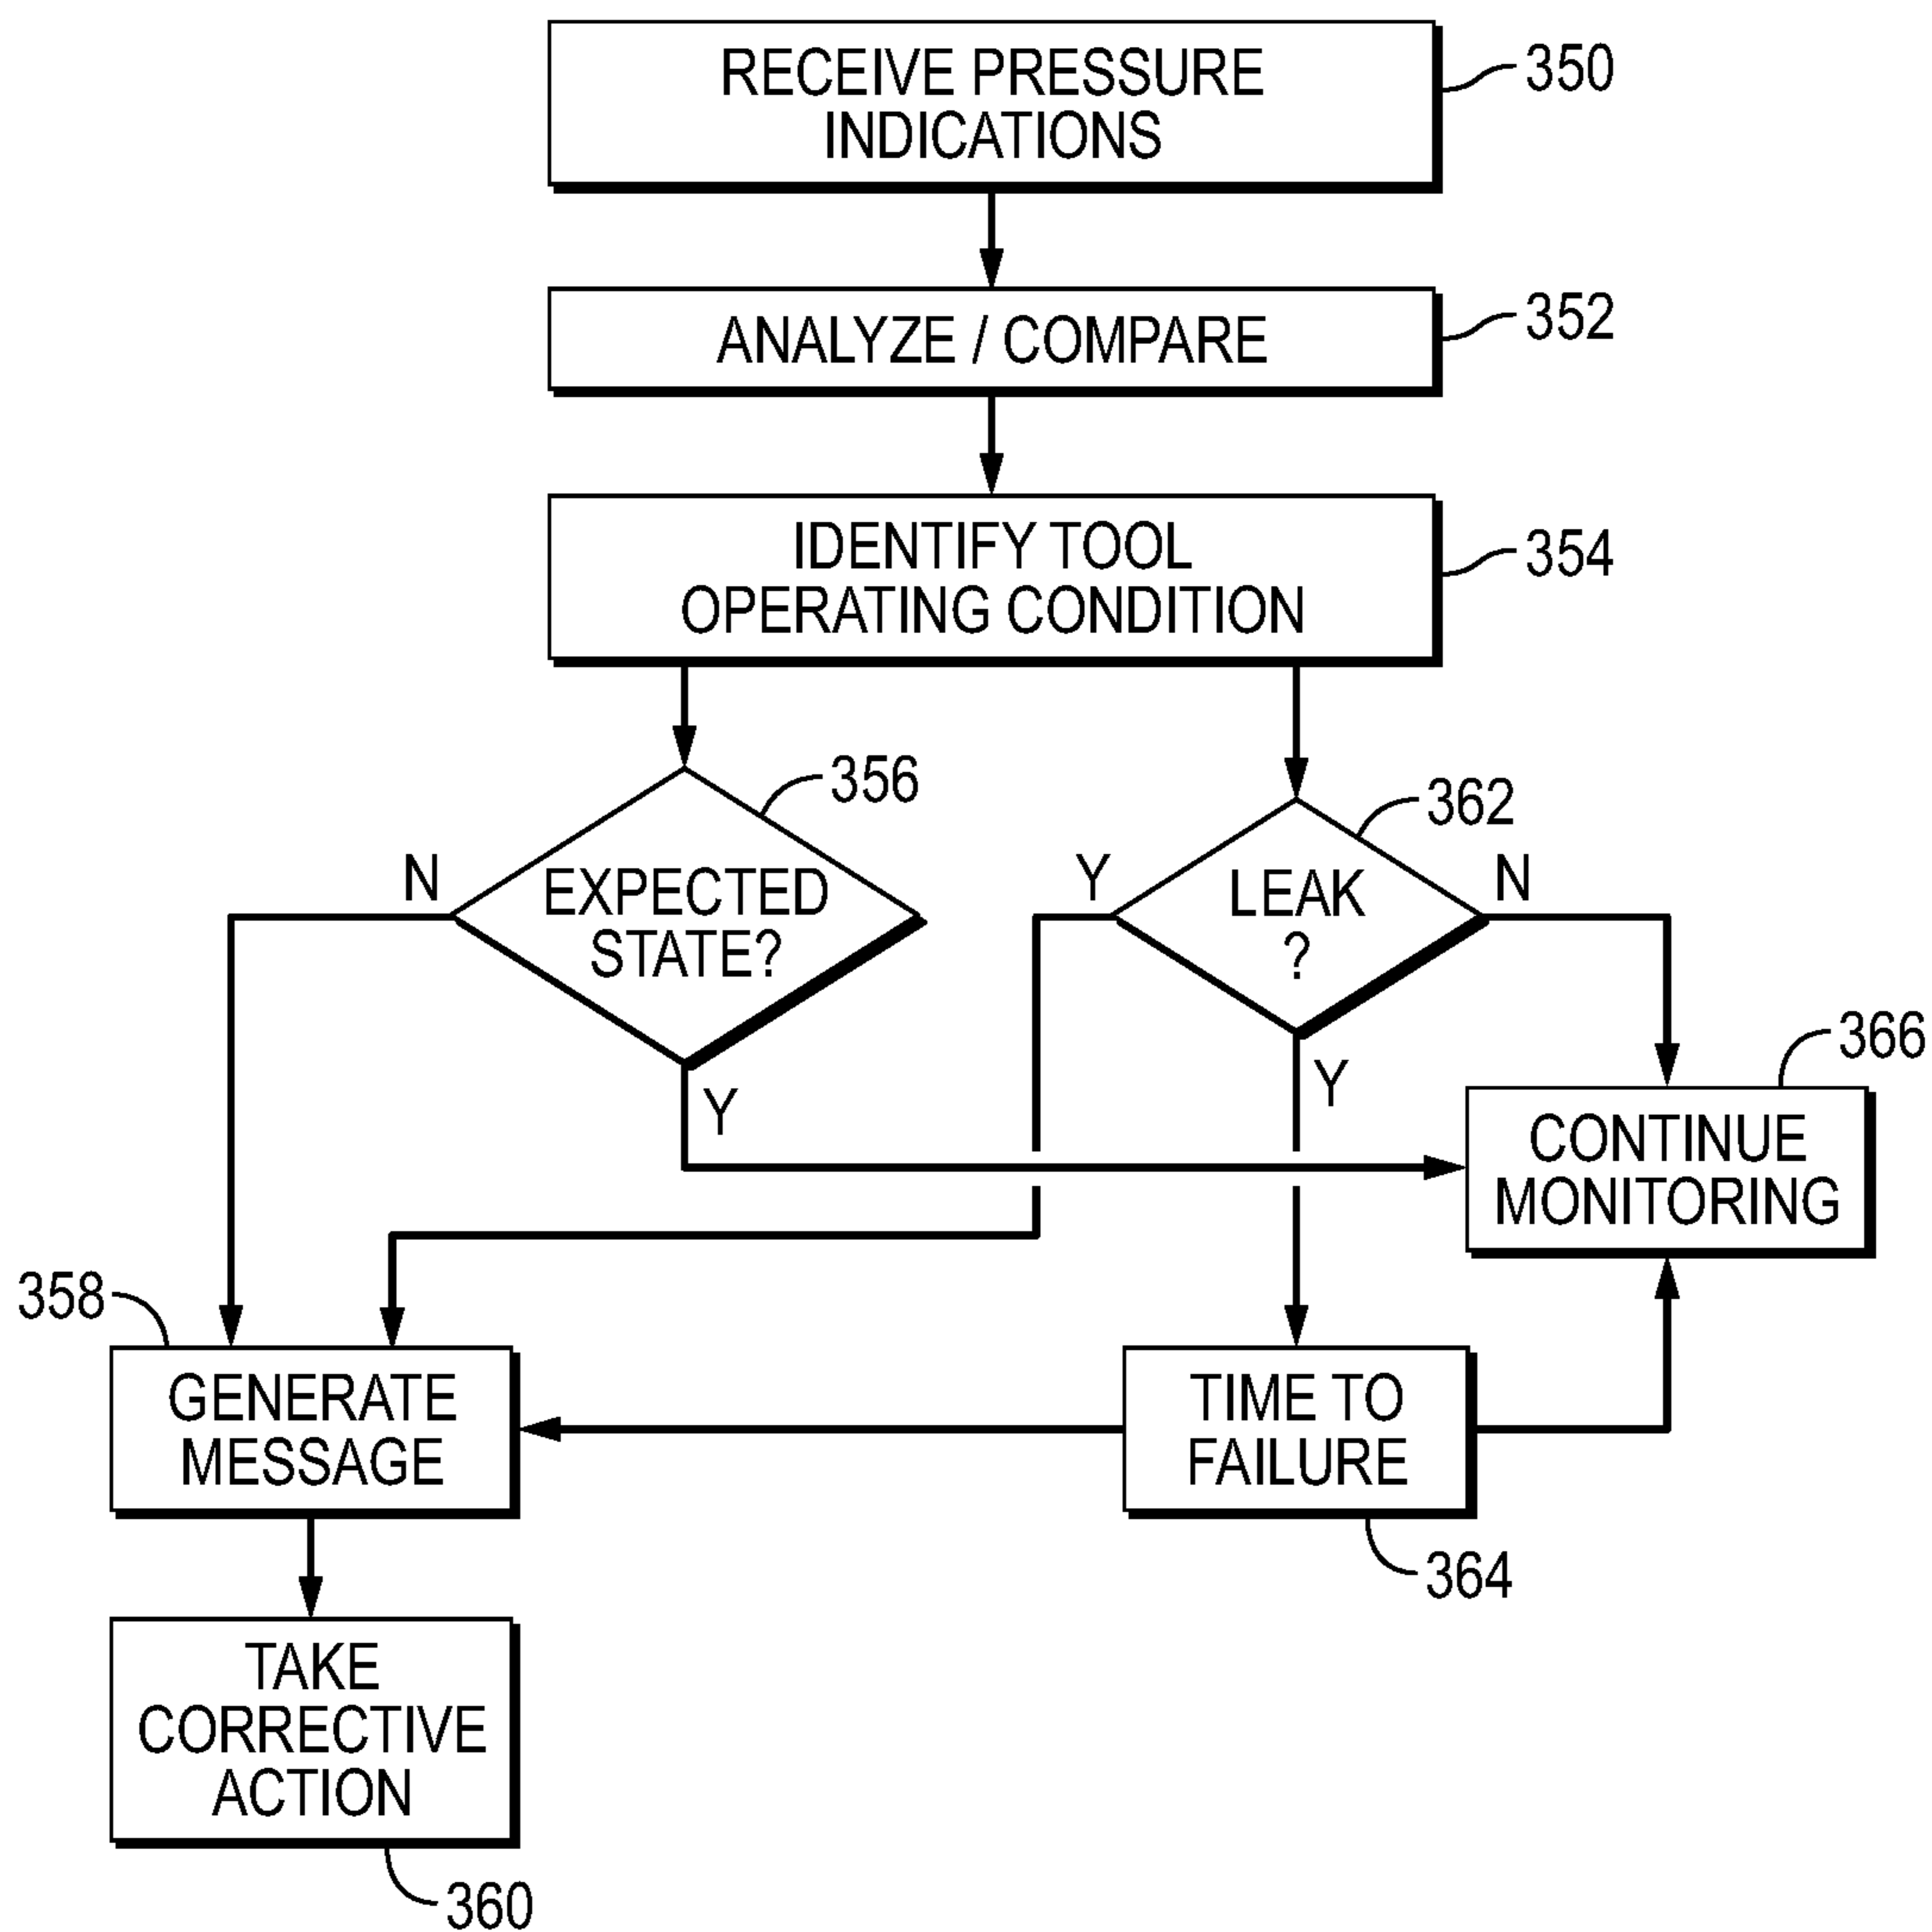 RECEIVE PRESSURE
INDICATIONS
350
ANALYZE / COMPARE
352
IDENTIFY TOOL
OPERATING CONDITION
354
356
EXPECTED
STATE?
N
Y
362
LEAK
?
Y
N
Y
366
CONTINUE
MONITORING
358
GENERATE
MESSAGE
TIME TO
FAILURE
364
TAKE
CORRECTIVE
ACTION
360